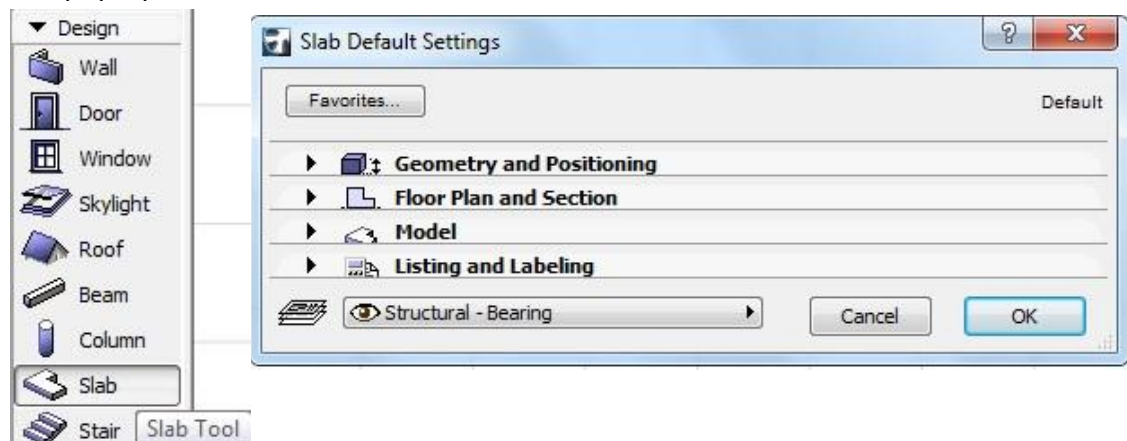 Design
Wall
Door
Window
Skylight
Roof
Beam
Column
Slab
Stair
Slab Tool
Slab Default Settings
?
X
Favorites...
Default
Geometry and Positioning
Floor Plan and Section
Model
Listing and Labeling
Structural - Bearing
Cancel
OK